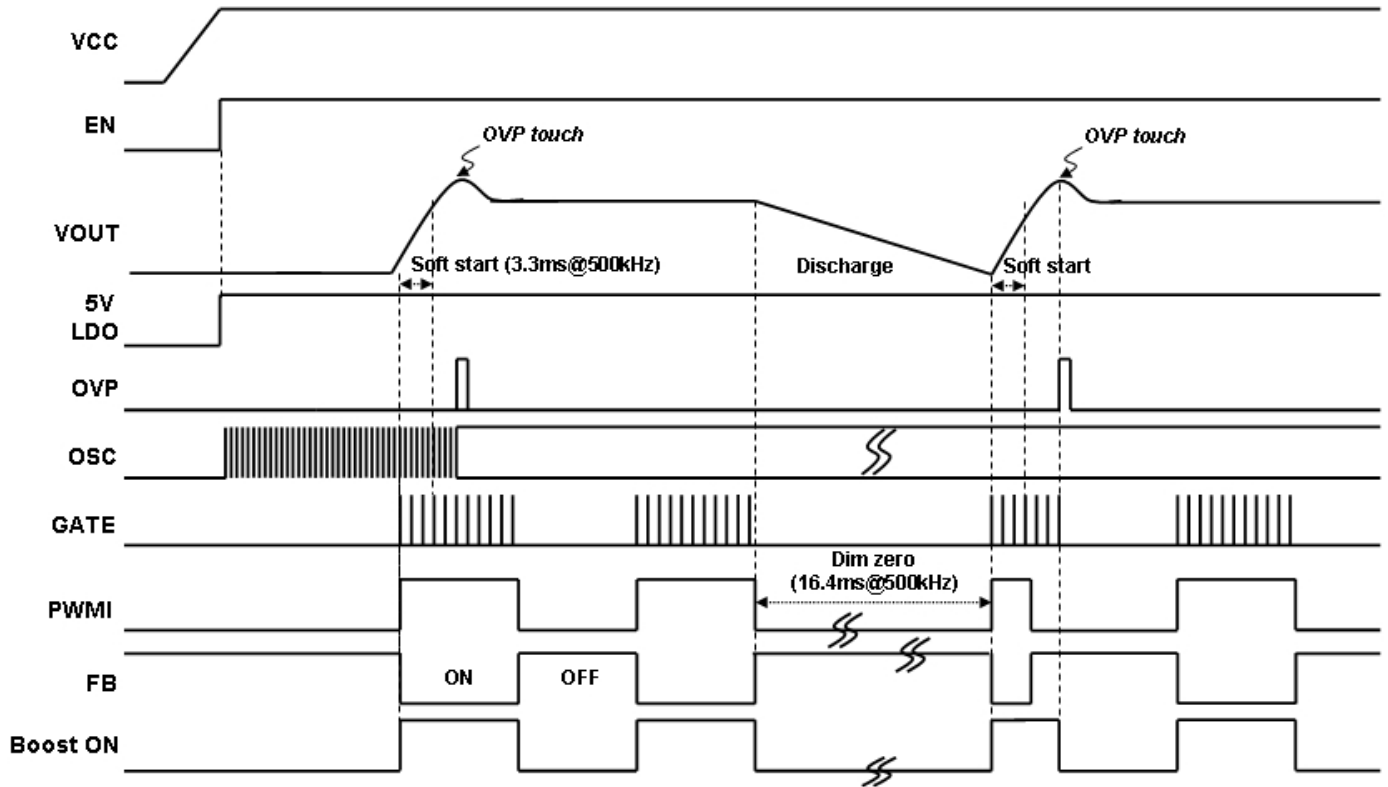 VCC
EN
OVP touch
OVP touch
VOUT
Soft start (3.3ms@500kHz)
Discharge
Soft start
5V
LDO
OVP
OSC
GATE
Dim zero
(16.4ms@500kHz)
PWMI
FB
ON
OFF
Boost ON